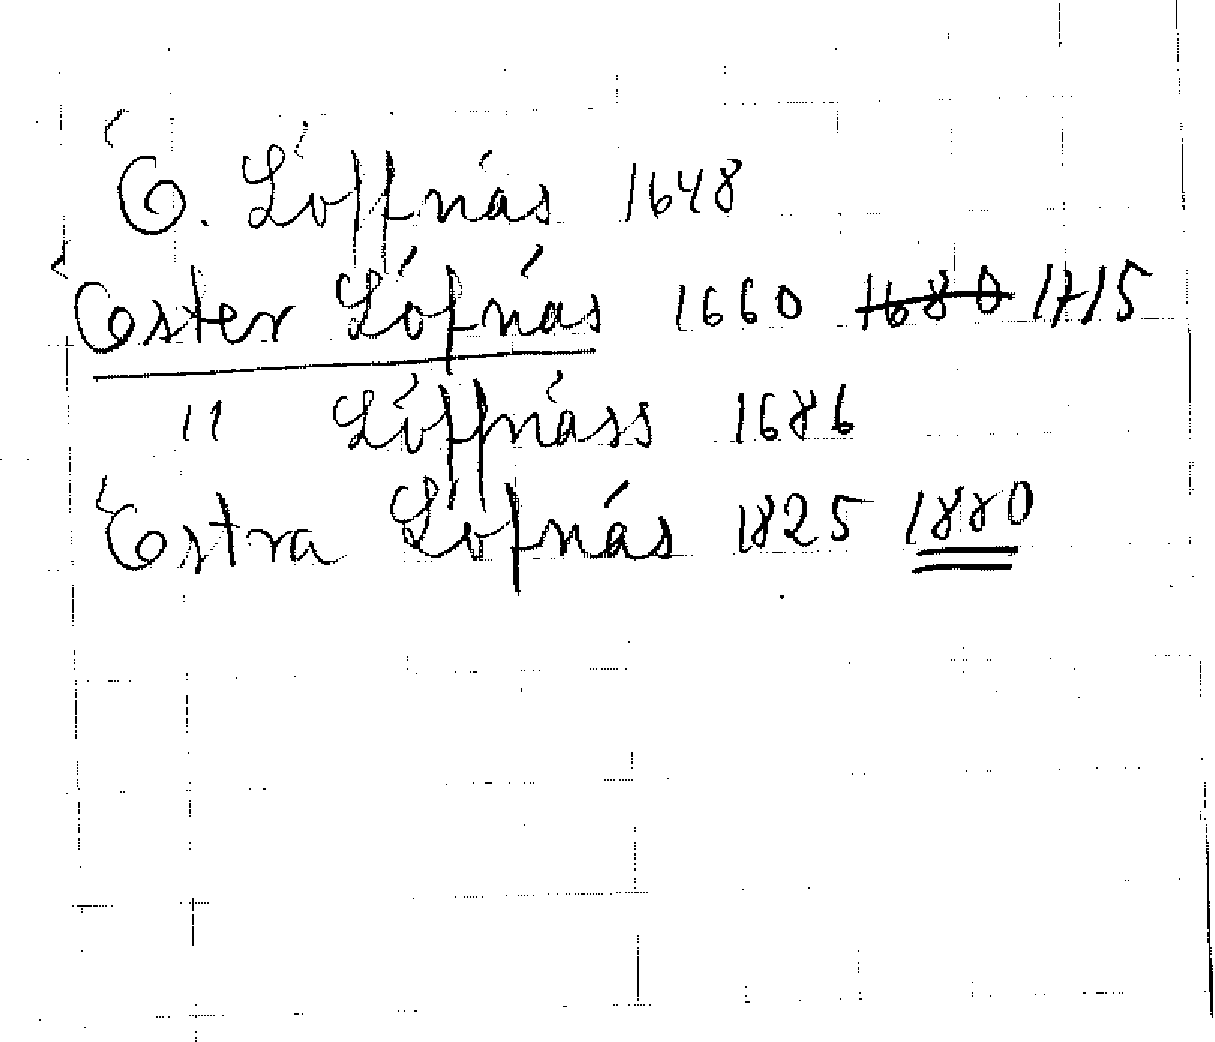 Ö. Löffnäs 1648
Öster Löfnäs 1660 1680 1715
" Löffnäss 1686
Östra Löfnäs 1825 1880